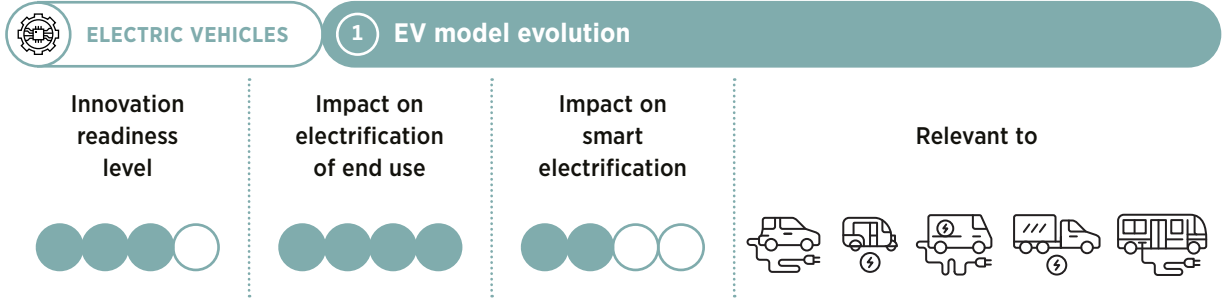 ELECTRIC VEHICLES
1 EV model evolution
Innovation
readiness
level
Impact on
electrification
of end use
Impact on
smart
electrification
Relevant to